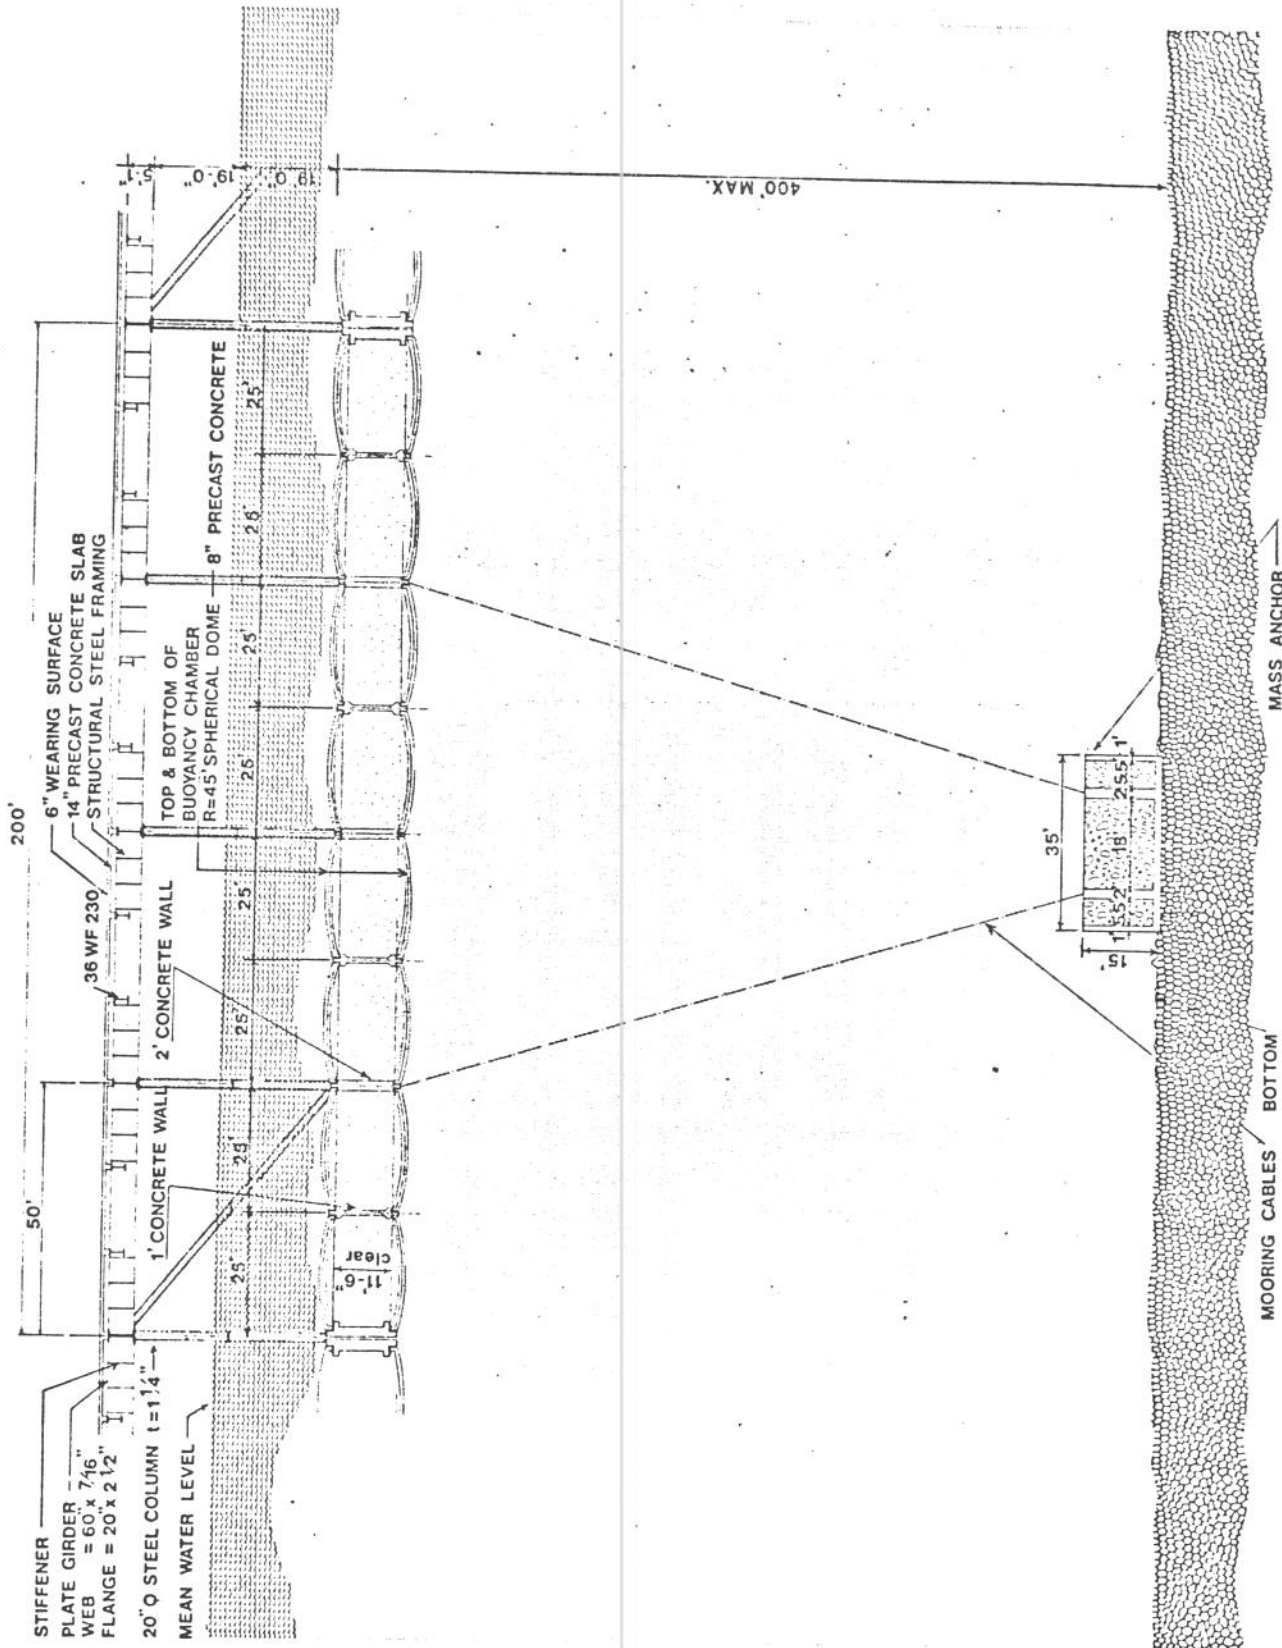 STIFFENER
PLATE GIRDER
WEB = 60" x 7/16"
FLANGE = 20" x 2 1/2"
20" O STEEL COLUMN t = 1 1/4"
MEAN WATER LEVEL
200'
50'
6" WEARING SURFACE
14" PRECAST CONCRETE SLAB
STRUCTURAL STEEL FRAMING
36 WF 230
1' CONCRETE WALL
2' CONCRETE WALL
TOP & BOTTOM OF
BUOYANCY CHAMBER
R=45' SPHERICAL DOME
8" PRECAST CONCRETE
5'-1"
19'-0"
19'-0"
25'
25'
25'
25'
25'
25'
25'
25'
11'-6"
clear
400' MAX.
35'
15'
18'
1'
MOORING CABLES
BOTTOM
MASS ANCHOR